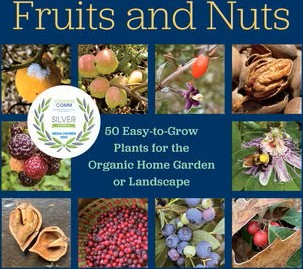 Fruits and Nuts
COMM
SILVER
50 Easy-to-Grow
Plants for the
Organic Home Garden
or Landscape